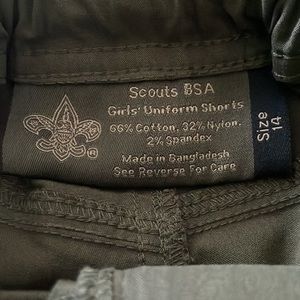 Scouts BSA
Girls' Uniform Shorts
66% Cotton, 32% Nylon,
2% Spandex
Made in Bangladesh
See Reverse For Care
®
Size
14